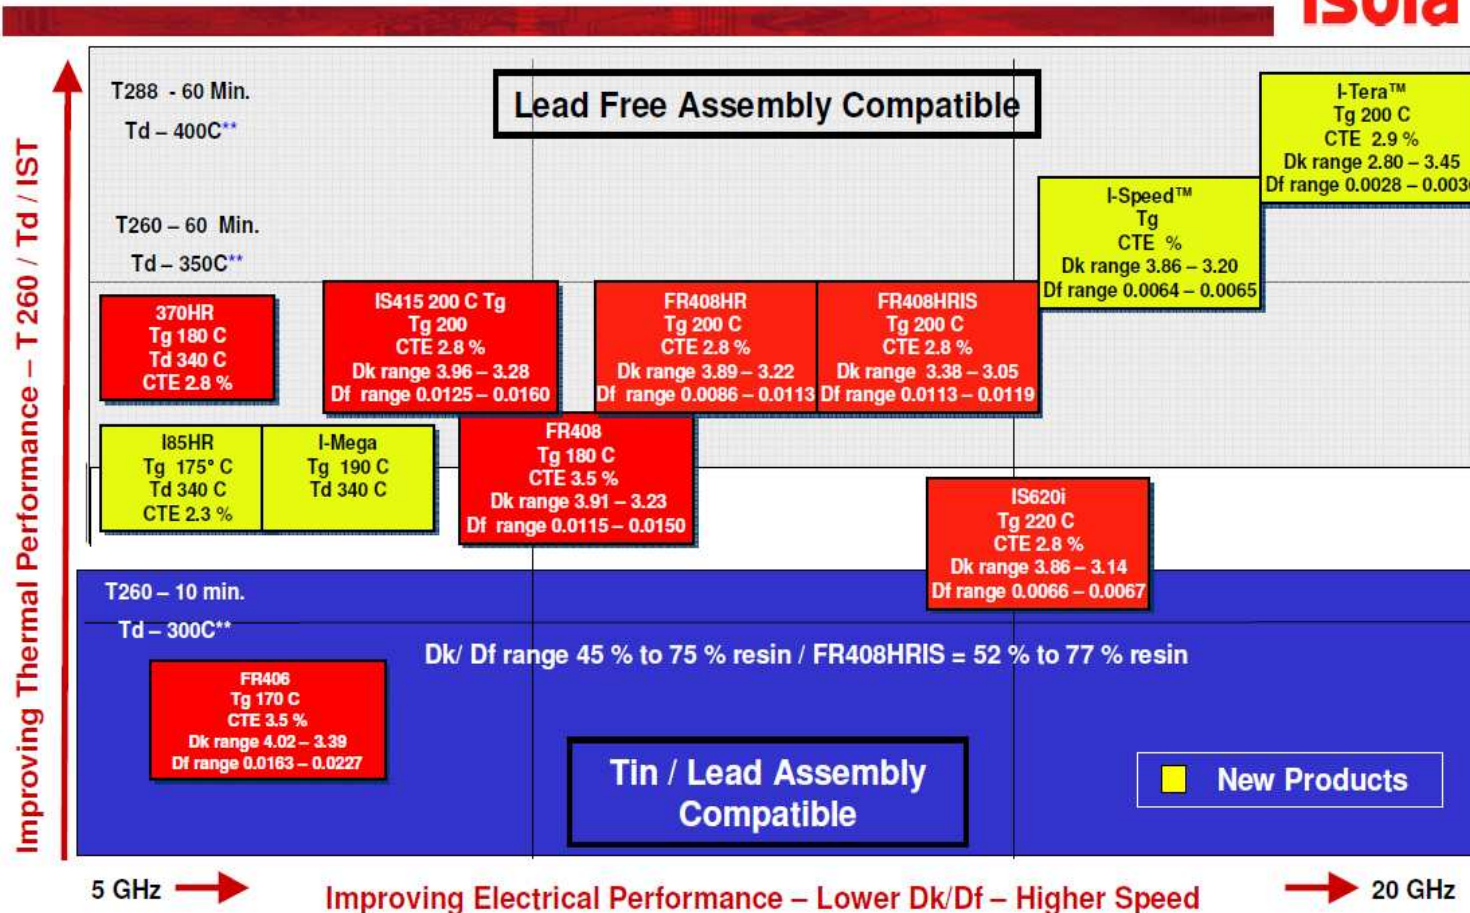 isola
Improving Thermal Performance – T 260 / Td / IST
T288 - 60 Min.
Td – 400C**
Lead Free Assembly Compatible
I-Tera™
Tg 200 C
CTE 2.9 %
Dk range 2.80 – 3.45
Df range 0.0028 – 0.003
T260 – 60 Min.
Td – 350C**
I-Speed™
Tg
CTE %
Dk range 3.86 – 3.20
Df range 0.0064 – 0.0065
370HR
Tg 180 C
Td 340 C
CTE 2.8 %
IS415 200 C Tg
Tg 200
CTE 2.8 %
Dk range 3.96 – 3.28
Df range 0.0125 – 0.0160
FR408HR
Tg 200 C
CTE 2.8 %
Dk range 3.89 – 3.22
Df range 0.0086 – 0.0113
FR408HRIS
Tg 200 C
CTE 2.8 %
Dk range 3.38 – 3.05
Df range 0.0113 – 0.0119
I85HR
Tg 175° C
Td 340 C
CTE 2.3 %
I-Mega
Tg 190 C
Td 340 C
FR408
Tg 180 C
CTE 3.5 %
Dk range 3.91 – 3.23
Df range 0.0115 – 0.0150
IS620i
Tg 220 C
CTE 2.8 %
Dk range 3.86 – 3.14
Df range 0.0066 – 0.0067
T260 – 10 min.
Td – 300C**
Dk/ Df range 45 % to 75 % resin / FR408HRIS = 52 % to 77 % resin
FR406
Tg 170 C
CTE 3.5 %
Dk range 4.02 – 3.39
Df range 0.0163 – 0.0227
Tin / Lead Assembly
Compatible
New Products
5 GHz
Improving Electrical Performance – Lower Dk/Df – Higher Speed
20 GHz